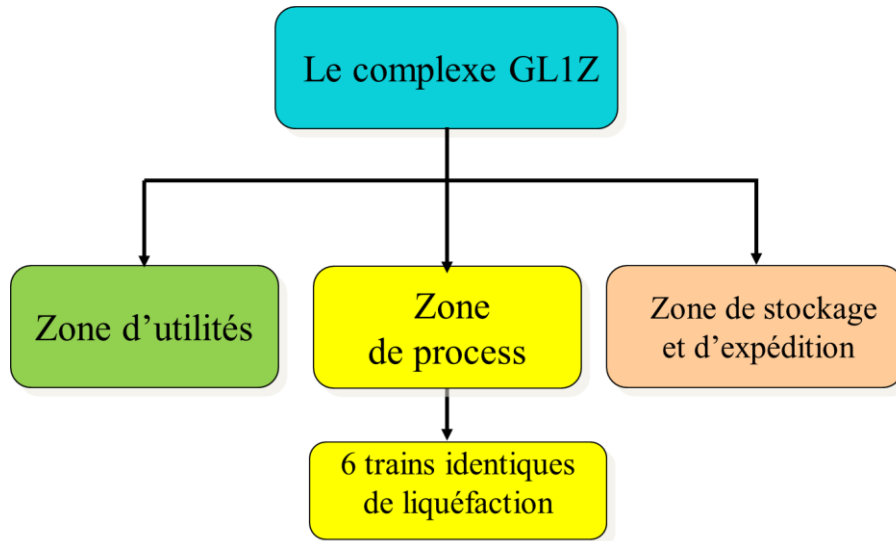 Le complexe GL1Z
Zone d’utilités
Zone
de process
Zone de stockage
et d’expédition
6 trains identiques
de liquéfaction